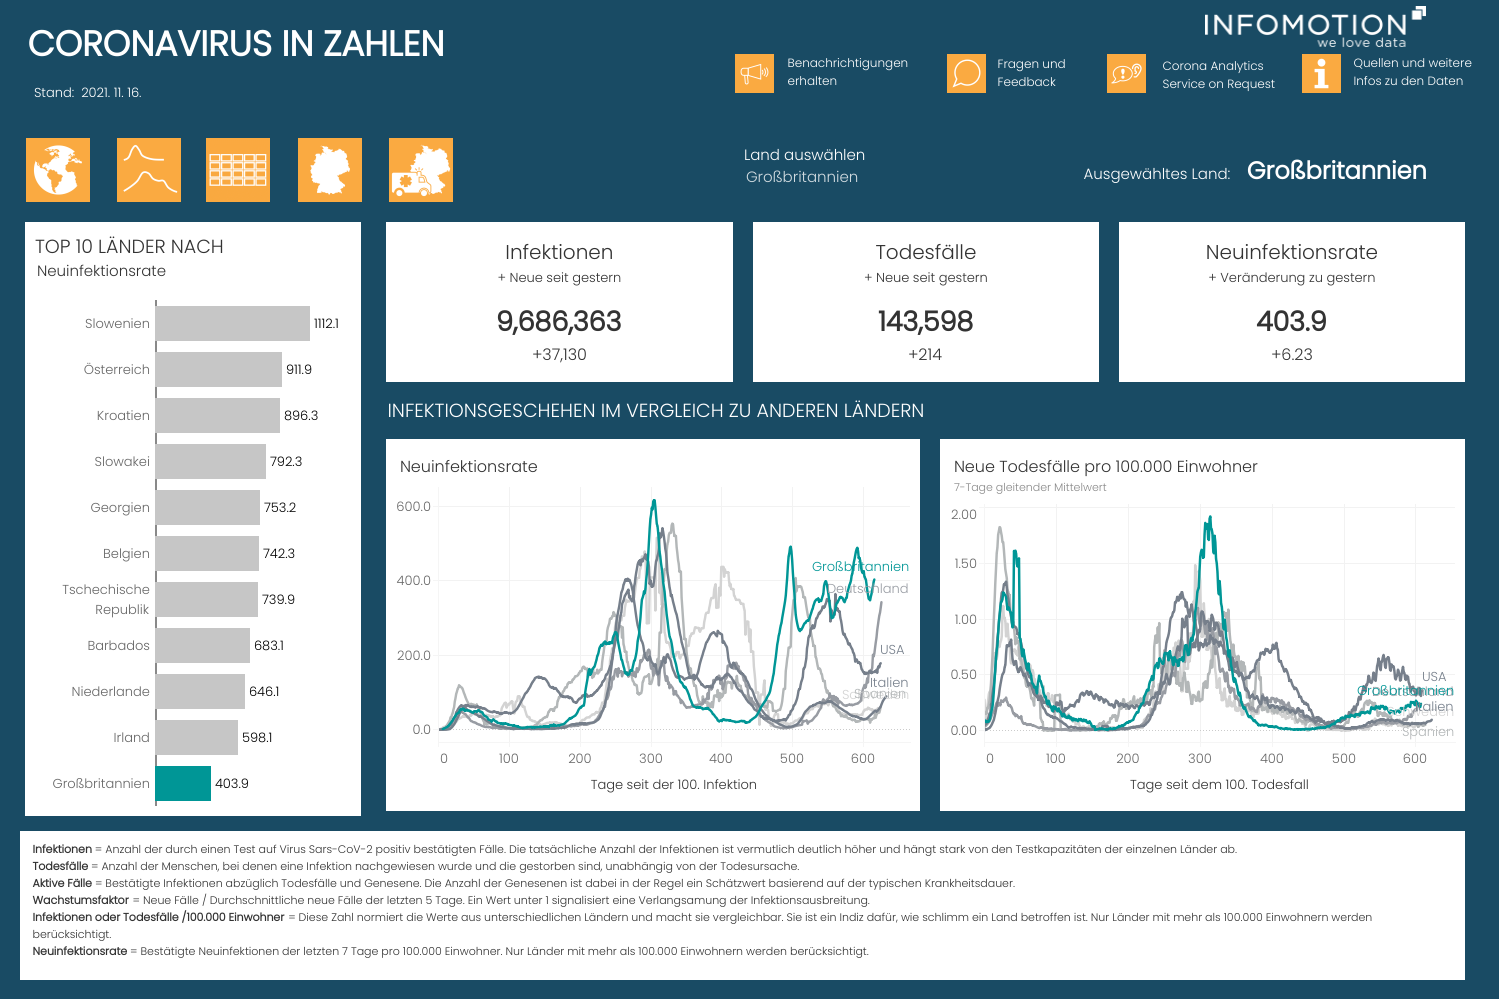 CORONAVIRUS IN ZAHLEN
INFOMOTION
we love data
Stand: 2021. 11. 16.
Benachrichtigungen
erhalten
Fragen und
Feedback
Corona Analytics
Service on Request
Quellen und weitere
Infos zu den Daten
Land auswählen
Großbritannien
Ausgewähltes Land: Großbritannien
TOP 10 LÄNDER NACH
Neuinfektionsrate
Slowenien 1112.1
Österreich 911.9
Kroatien 896.3
Slowakei 792.3
Georgien 753.2
Belgien 742.3
Tschechische
Republik 739.9
Barbados 683.1
Niederlande 646.1
Irland 598.1
Großbritannien 403.9
Infektionen
+ Neue seit gestern
9,686,363
+37,130
Todesfälle
+ Neue seit gestern
143,598
+214
Neuinfektionsrate
+ Veränderung zu gestern
403.9
+6.23
INFEKTIONSGESCHEHEN IM VERGLEICH ZU ANDEREN LÄNDERN
Neuinfektionsrate
600.0
400.0
200.0
0.0
Großbritannien
Deutschland
USA
Italien
Spanien
0 100 200 300 400 500 600
Tage seit der 100. Infektion
Neue Todesfälle pro 100.000 Einwohner
7-Tage gleitender Mittelwert
2.00
1.50
1.00
0.50
0.00
USA
Großbritannien
Italien
Spanien
0 100 200 300 400 500 600
Tage seit dem 100. Todesfall
Infektionen = Anzahl der durch einen Test auf Virus Sars-CoV-2 positiv bestätigten Fälle. Die tatsächliche Anzahl der Infektionen ist vermutlich deutlich höher und hängt stark von den Testkapazitäten der einzelnen Länder ab.
Todesfälle = Anzahl der Menschen, bei denen eine Infektion nachgewiesen wurde und die gestorben sind, unabhängig von der Todesursache.
Aktive Fälle = Bestätigte Infektionen abzüglich Todesfälle und Genesene. Die Anzahl der Genesenen ist dabei in der Regel ein Schätzwert basierend auf der typischen Krankheitsdauer.
Wachstumsfaktor = Neue Fälle / Durchschnittliche neue Fälle der letzten 5 Tage. Ein Wert unter 1 signalisiert eine Verlangsamung der Infektionsausbreitung.
Infektionen oder Todesfälle /100.000 Einwohner = Diese Zahl normiert die Werte aus unterschiedlichen Ländern und macht sie vergleichbar. Sie ist ein Indiz dafür, wie schlimm ein Land betroffen ist. Nur Länder mit mehr als 100.000 Einwohnern werden
berücksichtigt.
Neuinfektionsrate = Bestätigte Neuinfektionen der letzten 7 Tage pro 100.000 Einwohner. Nur Länder mit mehr als 100.000 Einwohnern werden berücksichtigt.